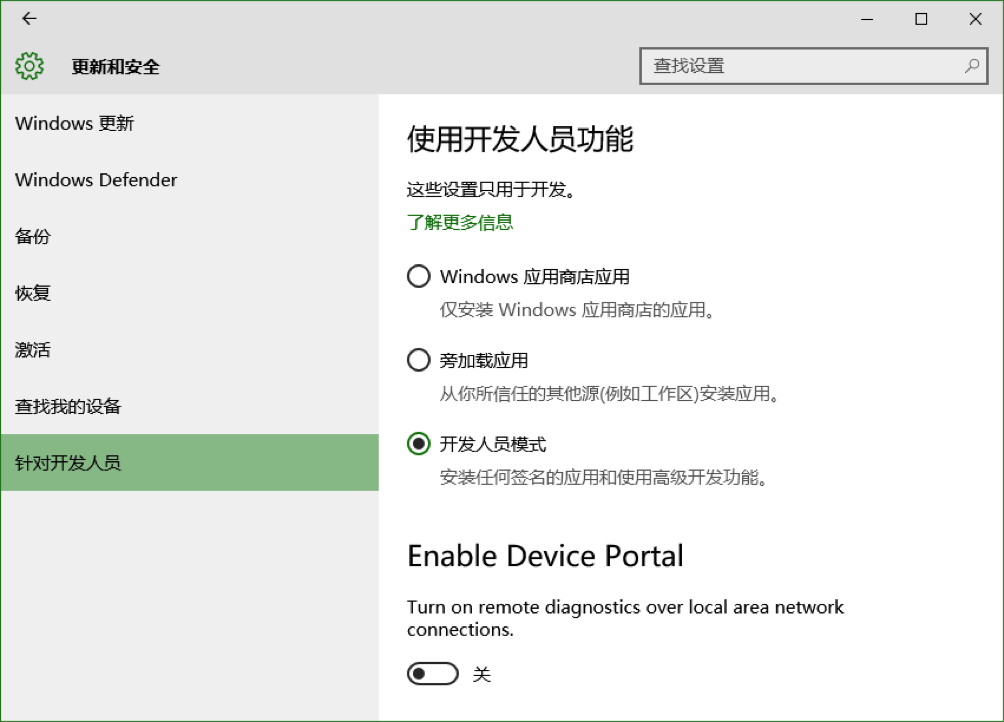 更新和安全
查找设置
Windows 更新
Windows Defender
备份
恢复
激活
查找我的设备
针对开发人员
使用开发人员功能
这些设置只用于开发。
了解更多信息
Windows 应用商店应用
仅安装 Windows 应用商店的应用。
旁加载应用
从你所信任的其他源(例如工作区)安装应用。
开发人员模式
安装任何签名的应用和使用高级开发功能。
Enable Device Portal
Turn on remote diagnostics over local area network
connections.
关